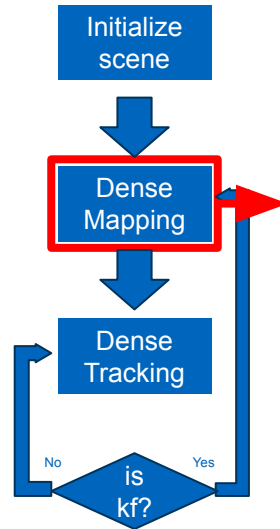 Initialize
scene
Dense
Mapping
Dense
Tracking
No
is
kf?
Yes